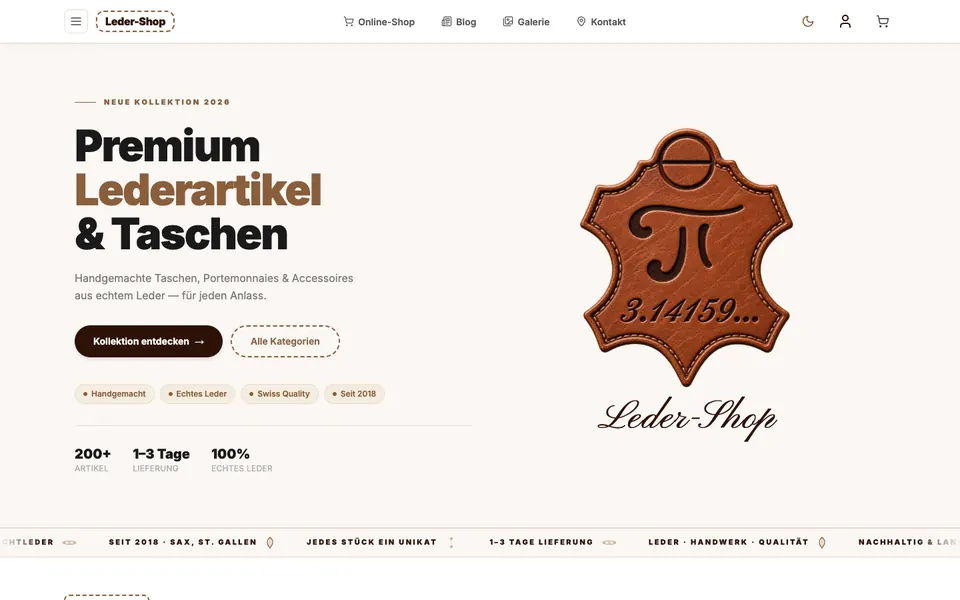 Leder-Shop
Online-Shop
Blog
Galerie
Kontakt
NEUE KOLLEKTION 2026
Premium
Lederartikel
& Taschen
Handgemachte Taschen, Portemonnaies & Accessoires
aus echtem Leder — für jeden Anlass.
Kollektion entdecken →
Alle Kategorien
Handgemacht
Echtes Leder
Swiss Quality
Seit 2018
200+
ARTIKEL
1–3 Tage
LIEFERUNG
100%
ECHTES LEDER
π
3.14159...
Leder-Shop
SEIT 2018 · SAX, ST. GALLEN
JEDES STÜCK EIN UNIKAT
1–3 TAGE LIEFERUNG
LEDER · HANDWERK · QUALITÄT
NACHHALTIG &